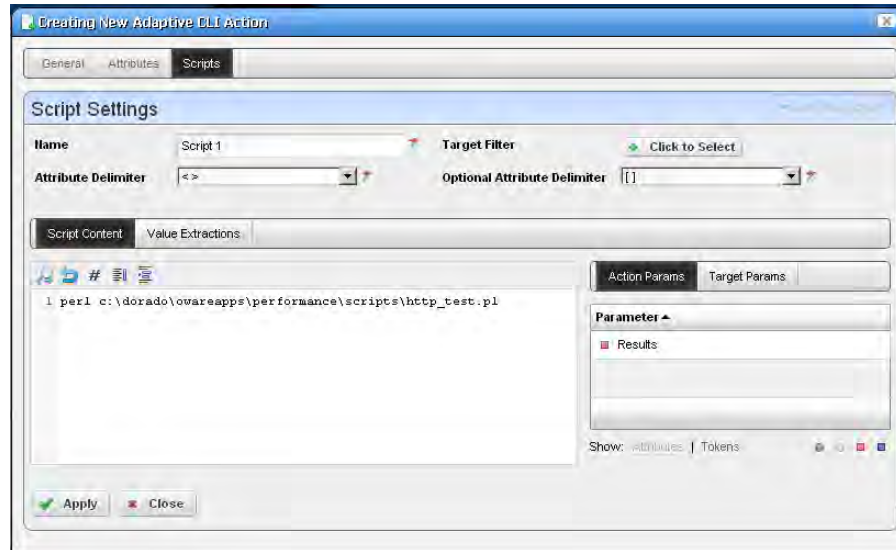 Creating New Adaptive CLI Action
General Attributes Scripts
Script Settings
Name Script 1 Target Filter Click to Select
Attribute Delimiter <> Optional Attribute Delimiter []
Script Content Value Extractions
Action Params Target Params
1 perl c:\dorado\owareapps\performance\scripts\http_test.pl
Parameter
Results
Show: Attributes | Tokens
Apply Close